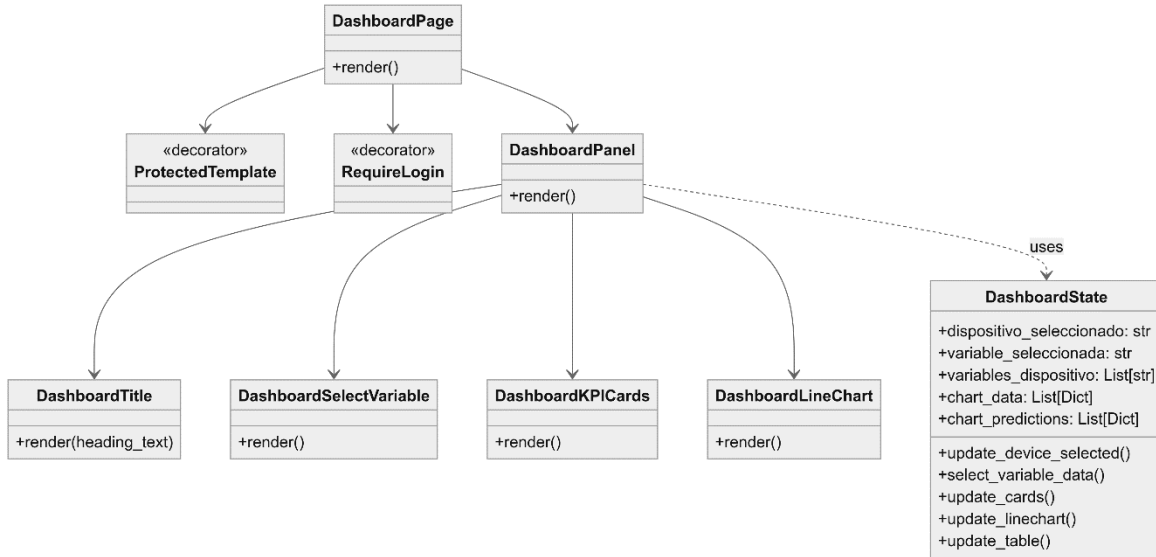 DashboardPage
+render()
«decorator»
ProtectedTemplate
«decorator»
RequireLogin
DashboardPanel
+render()
uses
DashboardTitle
+render(heading_text)
DashboardSelectVariable
+render()
DashboardKPICards
+render()
DashboardLineChart
+render()
DashboardState
+dispositivo_seleccionado: str
+variable_seleccionada: str
+variables_dispositivo: List[str]
+chart_data: List[Dict]
+chart_predictions: List[Dict]
+update_device_selected()
+select_variable_data()
+update_cards()
+update_linechart()
+update_table()